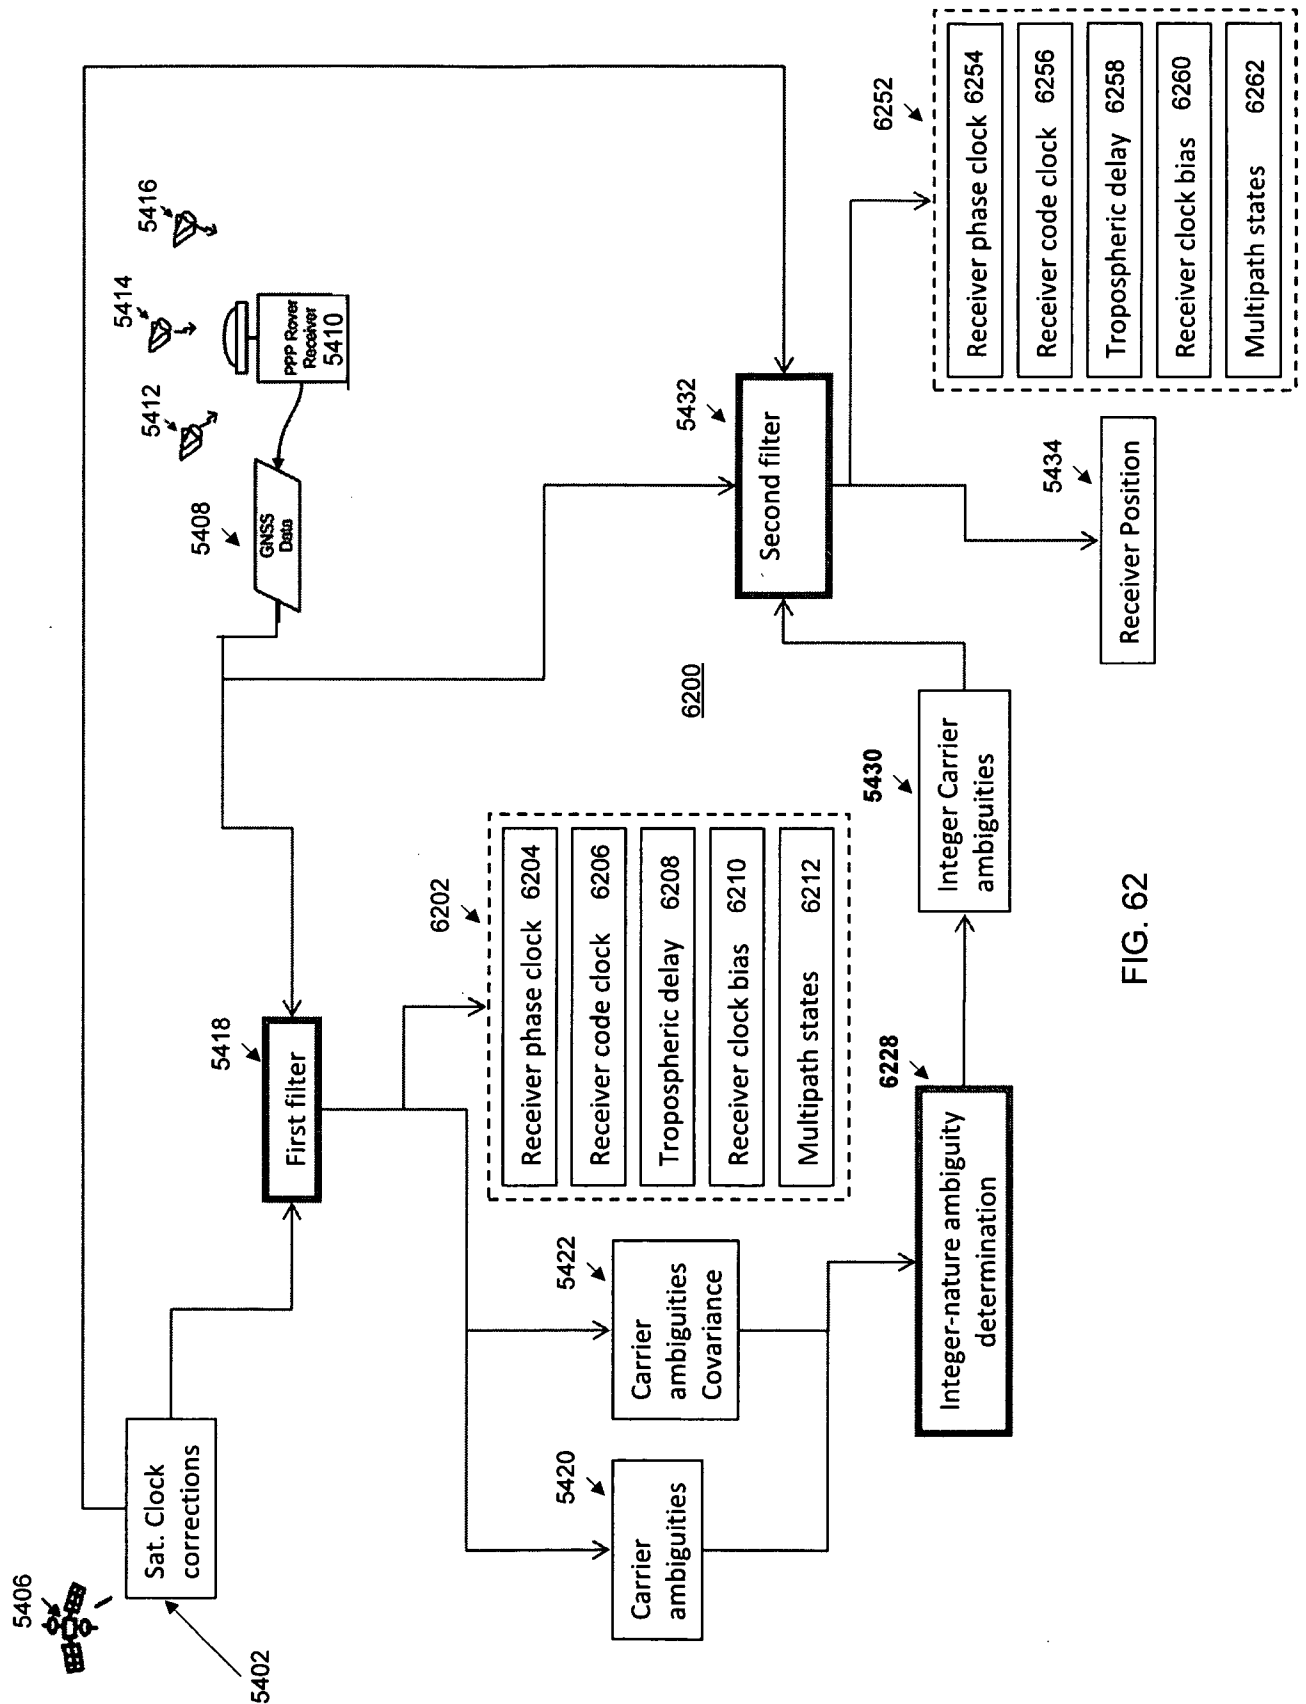 5406
Sat. Clock
corrections
5402
5416
5414
5412
PPP Rover
Receiver
5410
5408
GNSS
Data
5418
First filter
6202
Receiver phase clock 6204
Receiver code clock 6206
Tropospheric delay 6208
Receiver clock bias 6210
Multipath states 6212
5420
Carrier
ambiguities
5422
Carrier
ambiguities
Covariance
6228
Integer-nature ambiguity
determination
5430
Integer Carrier
ambiguities
6200
5432
Second filter
5434
Receiver Position
6252
Receiver phase clock 6254
Receiver code clock 6256
Tropospheric delay 6258
Receiver clock bias 6260
Multipath states 6262
FIG. 62